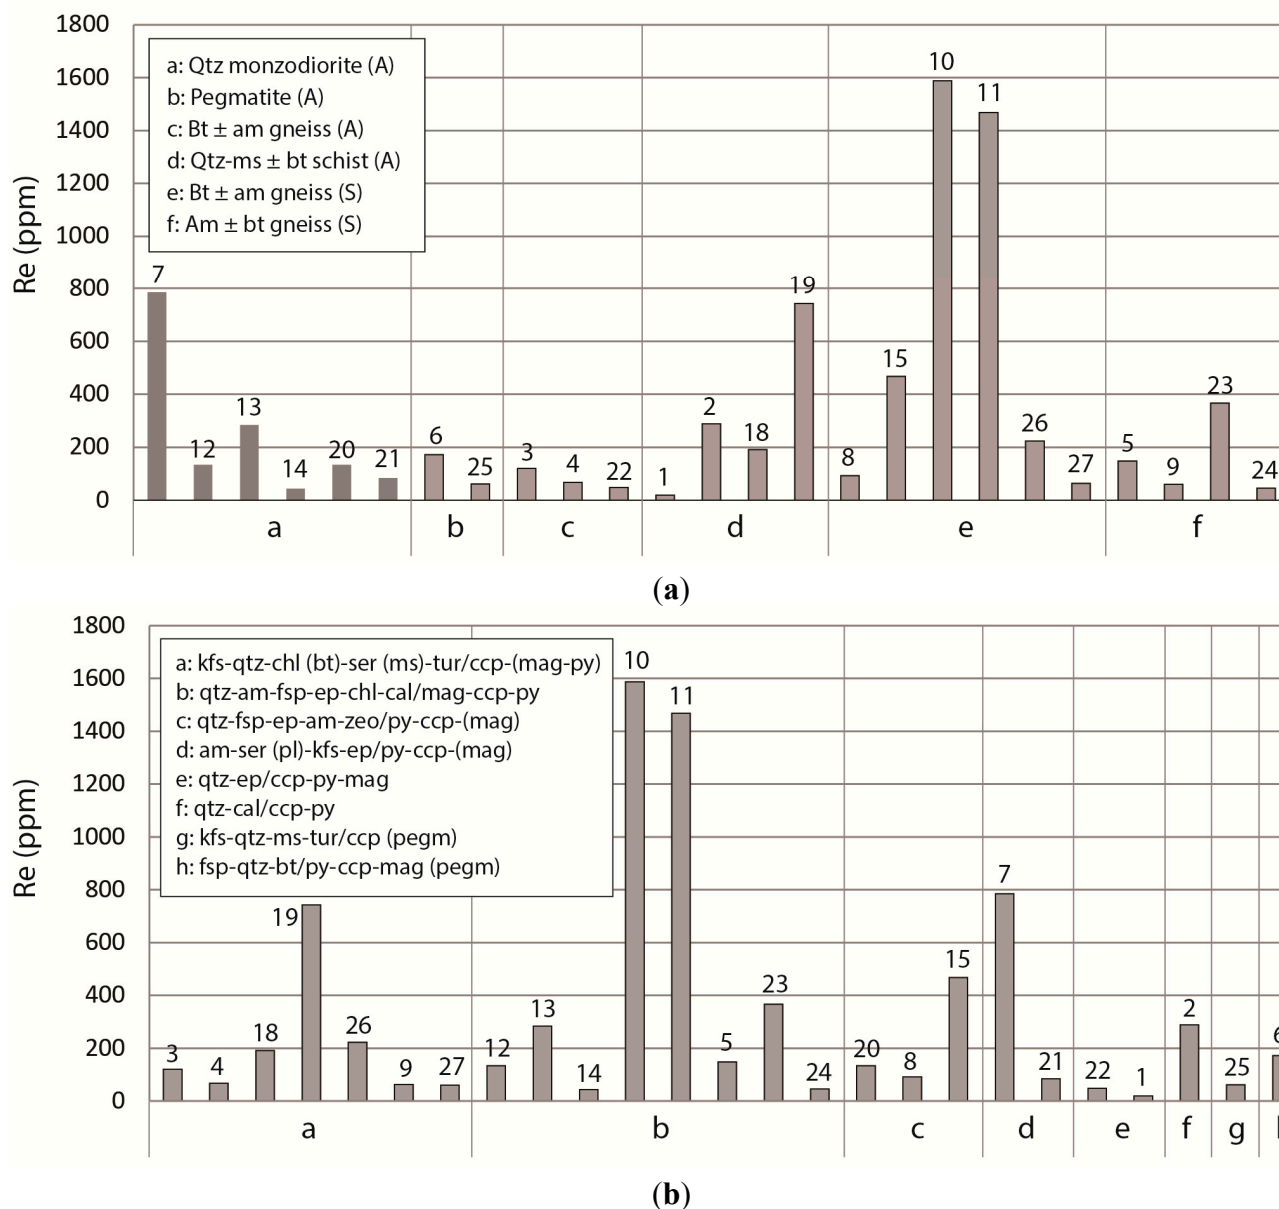 1800
a: Qtz monzodiorite (A)
b: Pegmatite (A)
c: Bt ± am gneiss (A)
d: Qtz-ms ± bt schist (A)
e: Bt ± am gneiss (S)
f: Am ± bt gneiss (S)
1600
1400
1200
1000
800
600
400
200
0
Re (ppm)
7 12 13 14 20 21 6 25 3 4 22 1 2 18 19 8 15 10 11 26 27 5 9 23 24
a b c d e f
(a)
1800
a: kfs-qtz-chl (bt)-ser (ms)-tur/ccp-(mag-py)
b: qtz-am-fsp-ep-chl-cal/mag-ccp-py
c: qtz-fsp-ep-am-zeo/py-ccp-(mag)
d: am-ser (pl)-kfs-ep/py-ccp-(mag)
e: qtz-ep/ccp-py-mag
f: qtz-cal/ccp-py
g: kfs-qtz-ms-tur/ccp (pegm)
h: fsp-qtz-bt/py-ccp-mag (pegm)
1600
1400
1200
1000
800
600
400
200
0
Re (ppm)
3 4 18 19 26 9 27 12 13 14 10 11 5 23 24 20 8 15 7 21 22 1 2 25
a b c d e f g
(b)